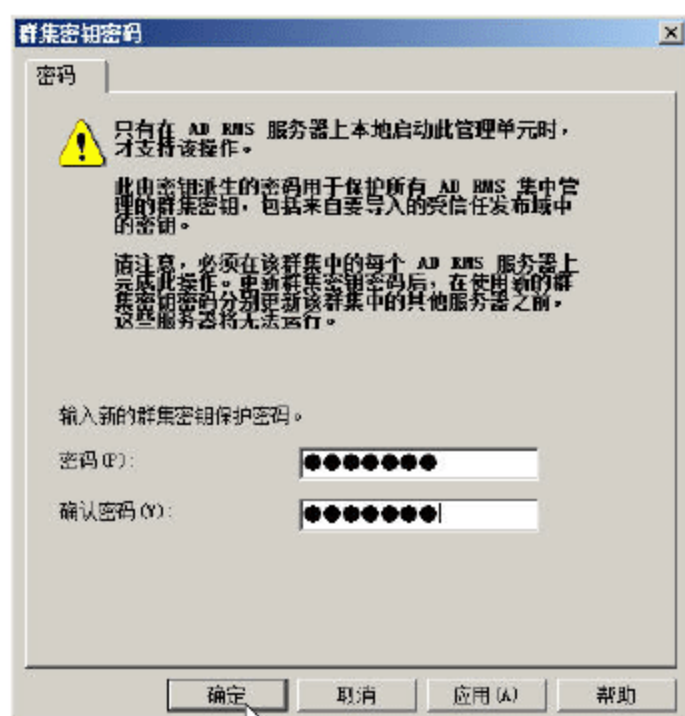 群集密钥密码
密码
只有在 AD RMS 服务器上本地启动此管理单元时，
才支持该操作。
此由密钥派生的密码用于保护所有 AD RMS 集中管
理的群集密钥，包括来自要导入的受信任发布域中
的密钥。
请注意，必须在该群集中的每个 AD RMS 服务器上
完成此操作。更新群集密钥密码后，在使用新的群
集密钥密码分别更新该群集中的其他服务器之前，
这些服务器将无法运行。
输入新的群集密钥保护密码。
密码(P)：
确认密码(Y)：
确定 取消 应用(A) 帮助